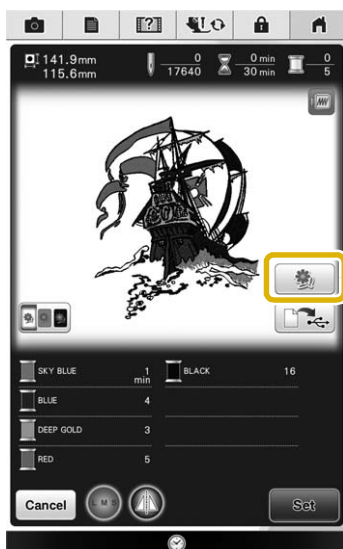 141.9mm 0 0 min 0
115.6mm 17640 30 min 5
SKY BLUE 1 min BLACK 16
BLUE 4
DEEP GOLD 3
RED 5
Cancel L M S Set